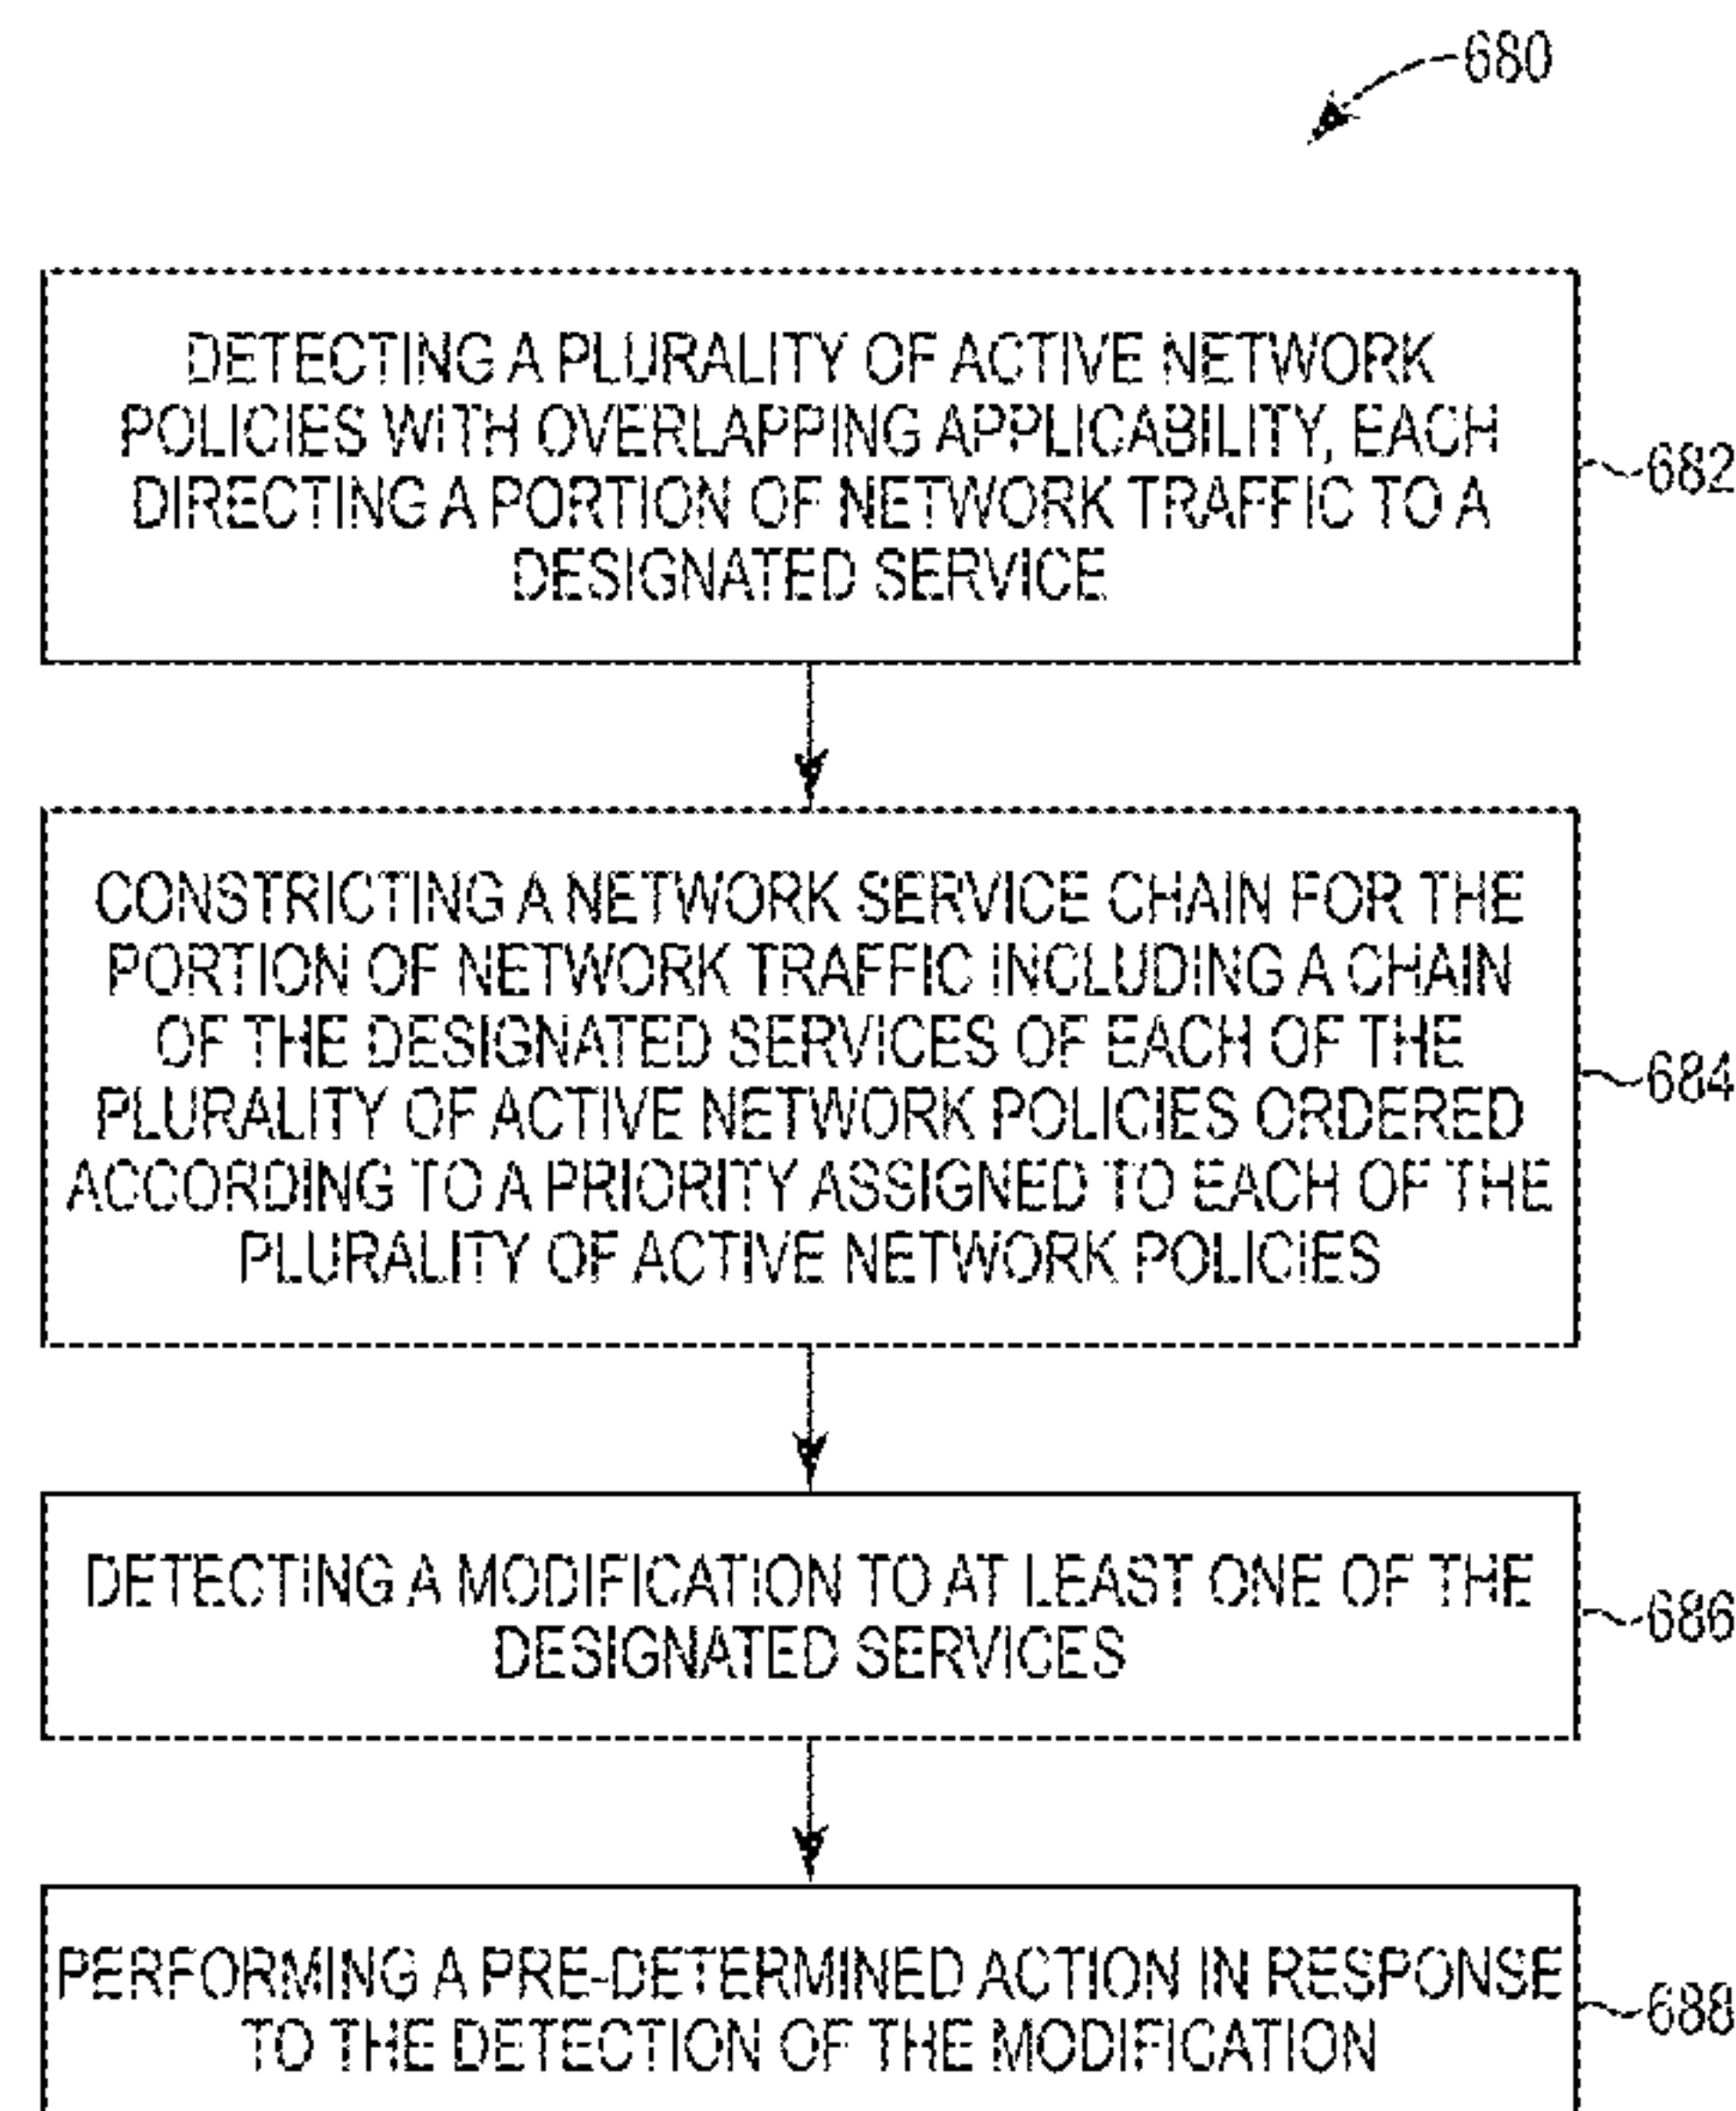 680
DETECTING A PLURALITY OF ACTIVE NETWORK
POLICIES WITH OVERLAPPING APPLICABILITY, EACH
DIRECTING A PORTION OF NETWORK TRAFFIC TO A
DESIGNATED SERVICE
682
CONSTRICTING A NETWORK SERVICE CHAIN FOR THE
PORTION OF NETWORK TRAFFIC INCLUDING A CHAIN
OF THE DESIGNATED SERVICES OF EACH OF THE
PLURALITY OF ACTIVE NETWORK POLICIES ORDERED
ACCORDING TO A PRIORITY ASSIGNED TO EACH OF THE
PLURALITY OF ACTIVE NETWORK POLICIES
684
DETECTING A MODIFICATION TO AT LEAST ONE OF THE
DESIGNATED SERVICES
686
PERFORMING A PRE-DETERMINED ACTION IN RESPONSE
TO THE DETECTION OF THE MODIFICATION
688